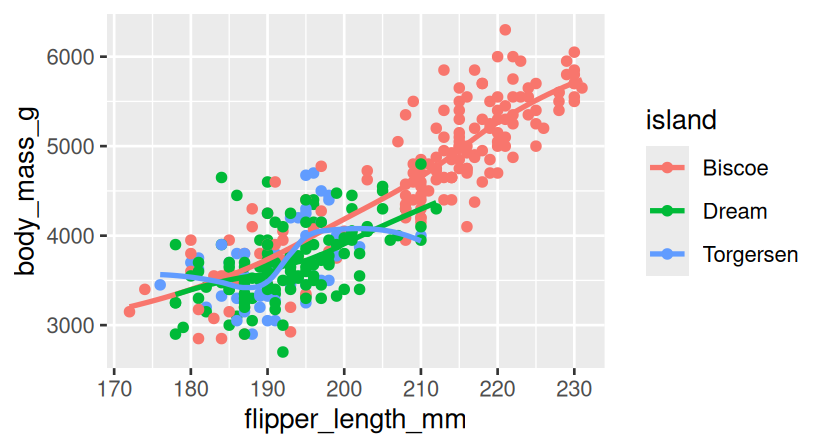 6000
5000
4000
3000
body_mass_g
170 180 190 200 210 220 230
flipper_length_mm
island
Biscoe
Dream
Torgersen